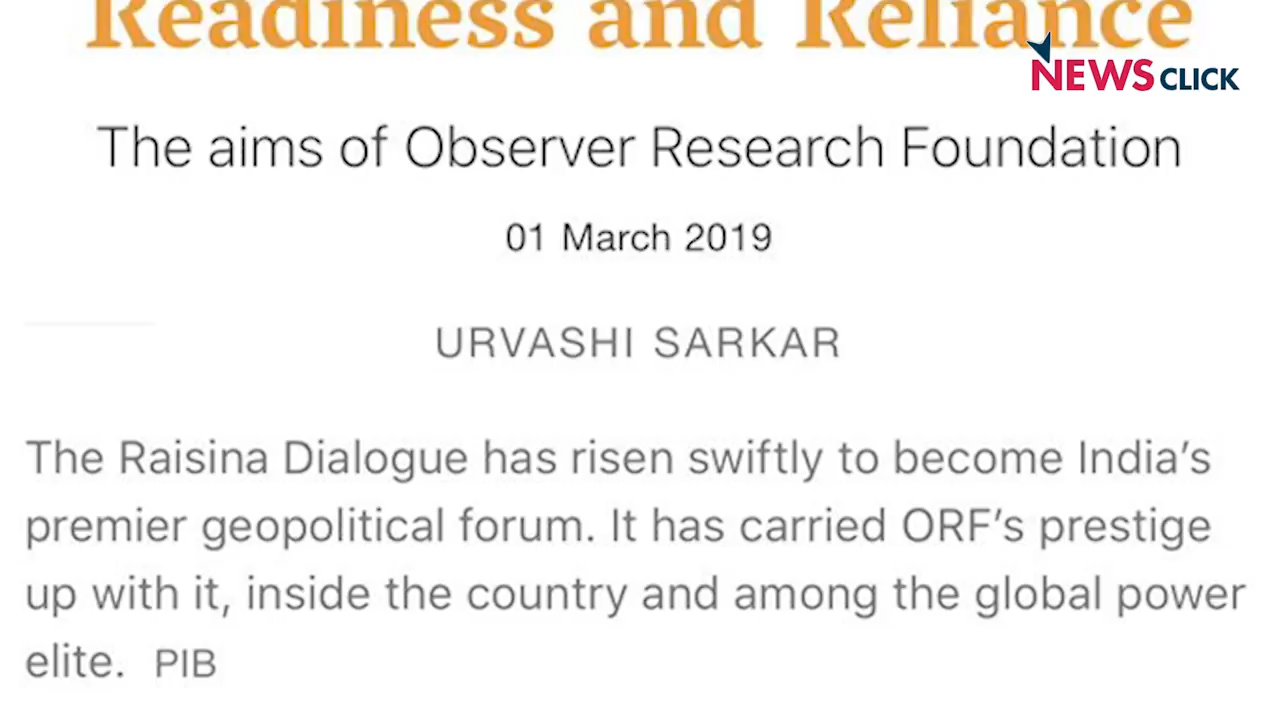 Readiness and Reliance
NEWSCLICK
The aims of Observer Research Foundation
01 March 2019
URVASHI SARKAR
The Raisina Dialogue has risen swiftly to become India’s
premier geopolitical forum. It has carried ORF’s prestige
up with it, inside the country and among the global power
elite. PIB